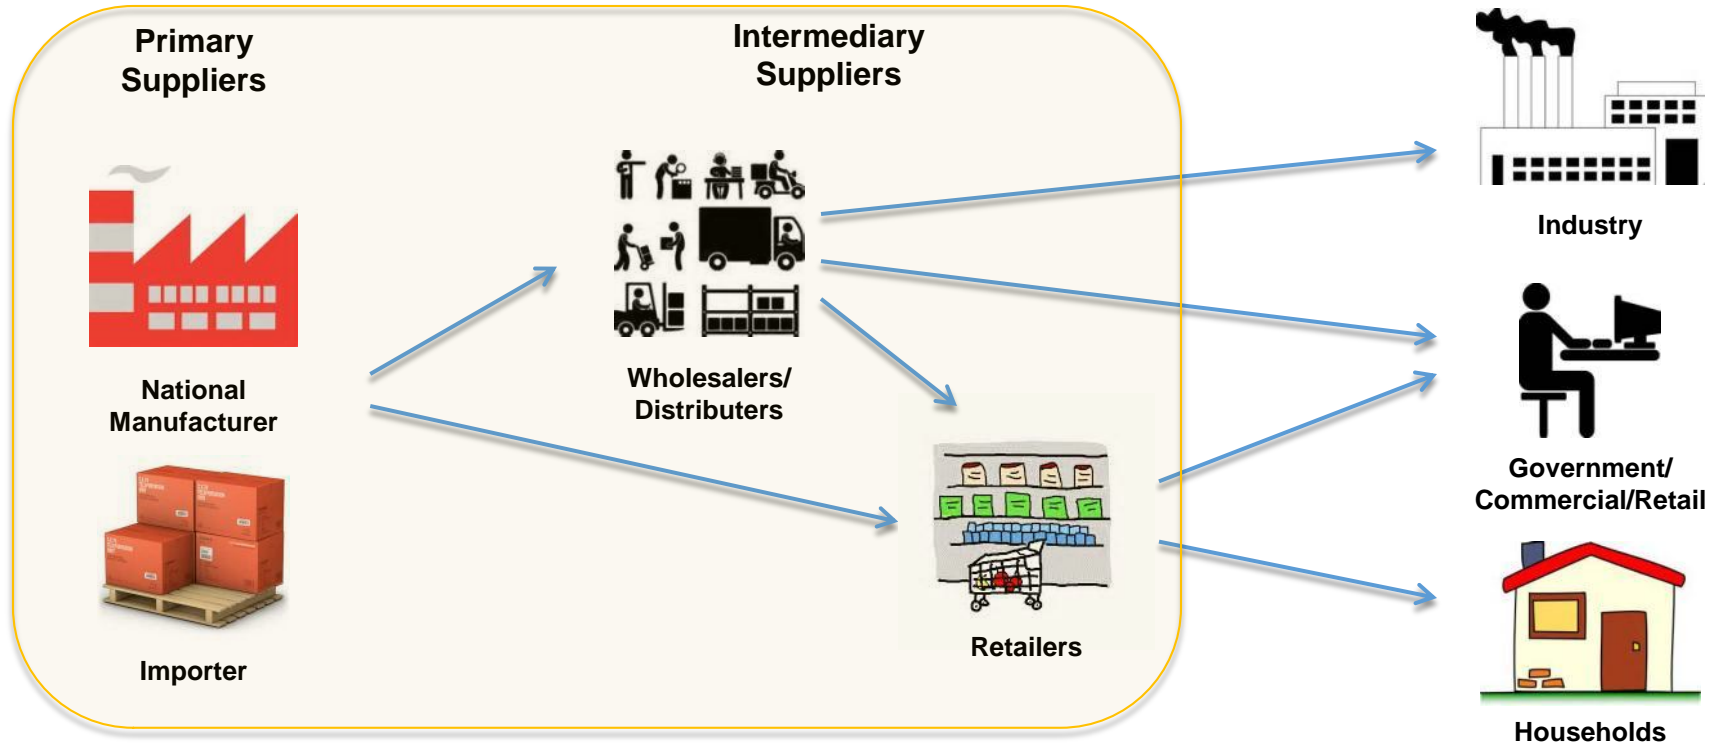 Primary
Suppliers
Intermediary
Suppliers
National
Manufacturer
Importer
Wholesalers/
Distributers
Retailers
Industry
Government/
Commercial/Retail
Households